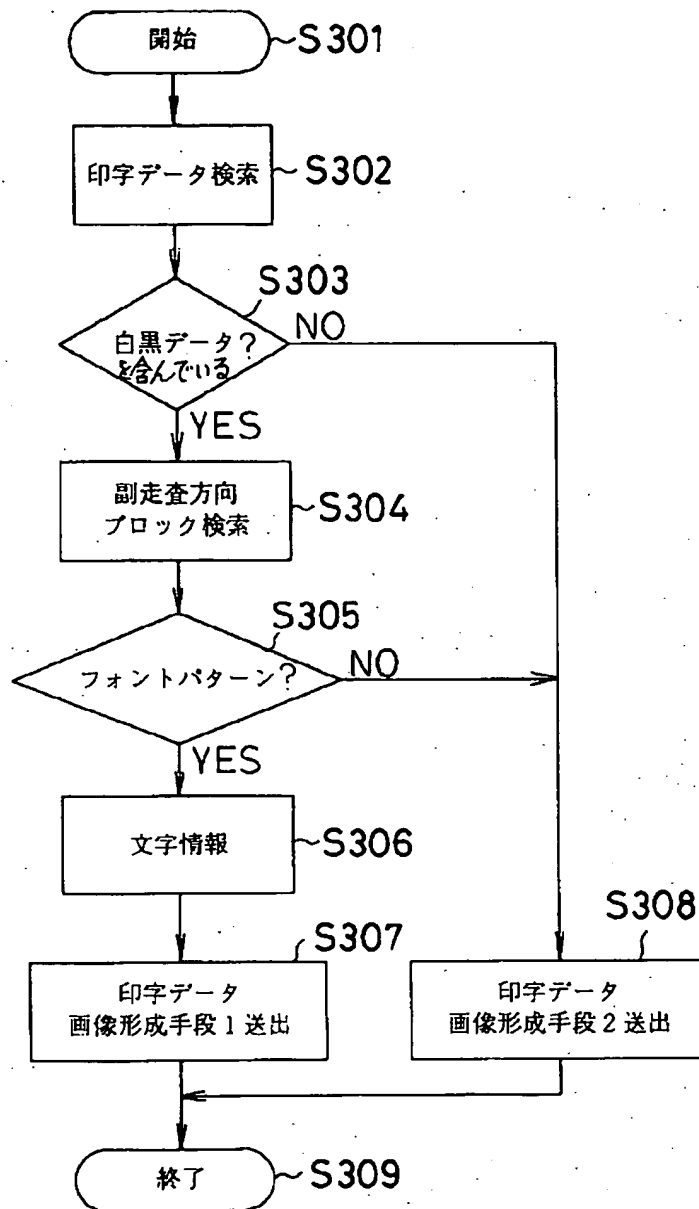 開始
S301
印字データ検索
S302
S303
白黒データ?
を含んでいる
NO
YES
副走査方向
ブロック検索
S304
S305
フォントパターン?
NO
YES
文字情報
S306
S307
印字データ
画像形成手段1送出
S308
印字データ
画像形成手段2送出
終了
S309